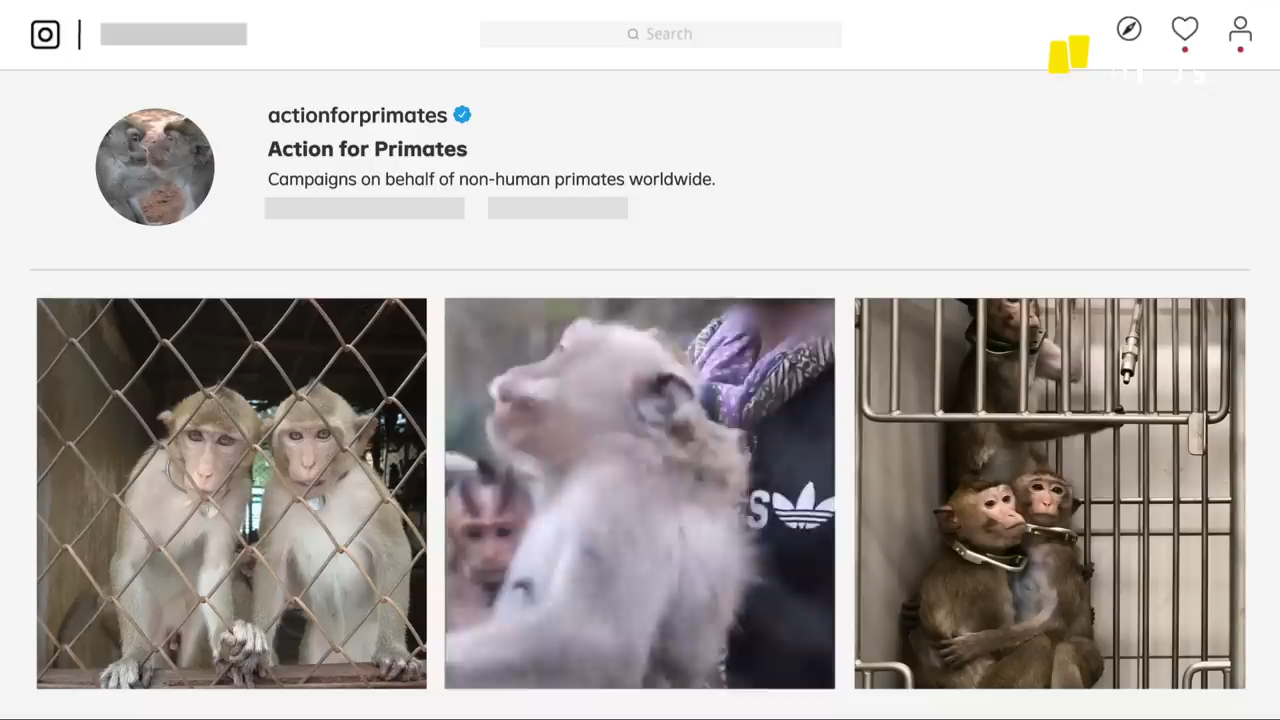 Search
actionforprimates
Action for Primates
Campaigns on behalf of non-human primates worldwide.